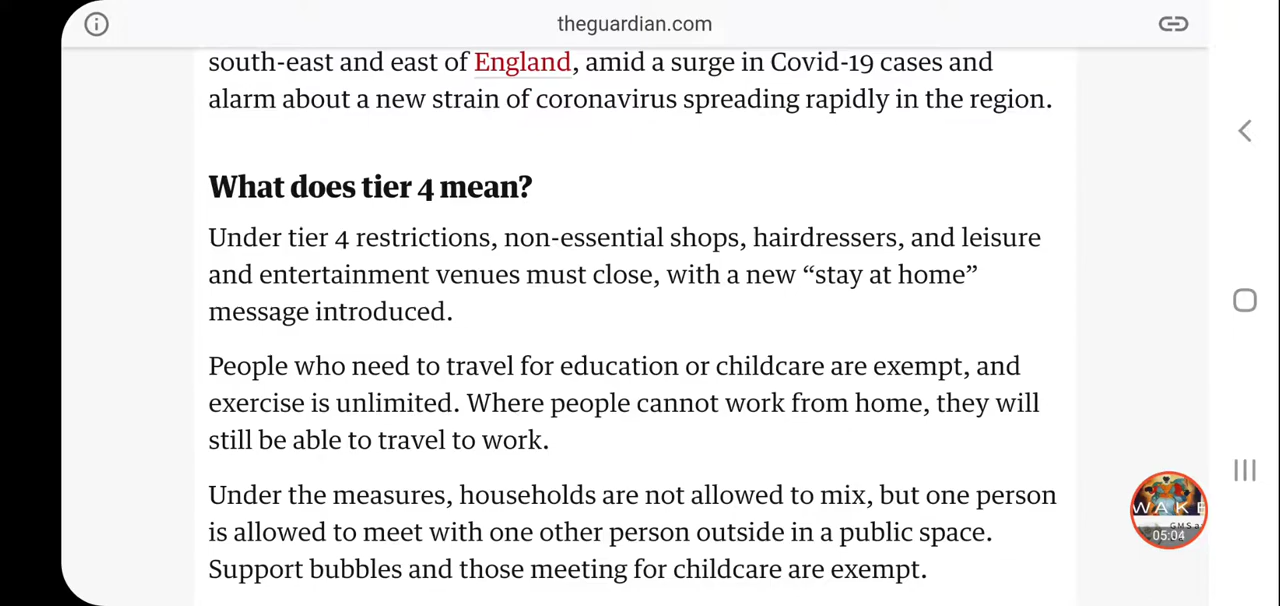 theguardian.com
south-east and east of England, amid a surge in Covid-19 cases and
alarm about a new strain of coronavirus spreading rapidly in the region.
What does tier 4 mean?
Under tier 4 restrictions, non-essential shops, hairdressers, and leisure
and entertainment venues must close, with a new “stay at home”
message introduced.
People who need to travel for education or childcare are exempt, and
exercise is unlimited. Where people cannot work from home, they will
still be able to travel to work.
Under the measures, households are not allowed to mix, but one person
is allowed to meet with one other person outside in a public space.
Support bubbles and those meeting for childcare are exempt.
WAKE
GMS a
05:04